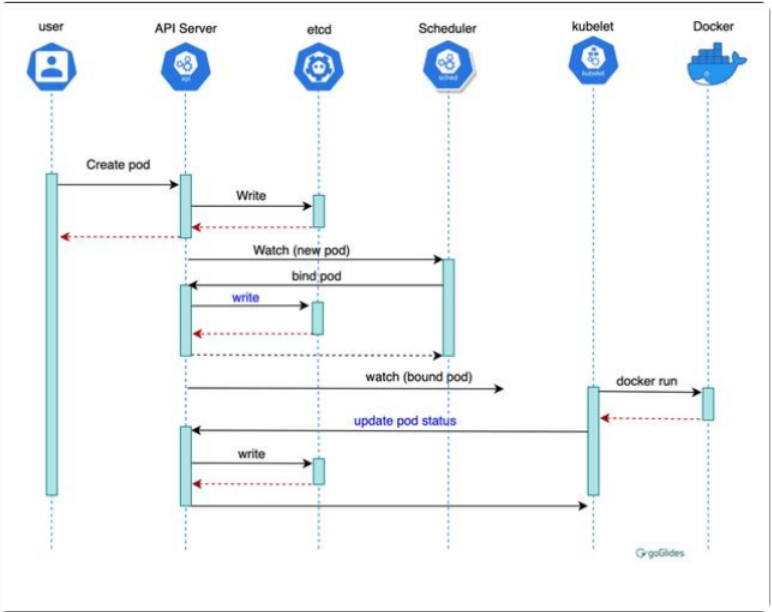 user
API Server
etcd
Scheduler
kubelet
Docker
api
sched
kubelet
Create pod
Write
Watch (new pod)
bind pod
write
watch (bound pod)
docker run
update pod status
write
goGlides